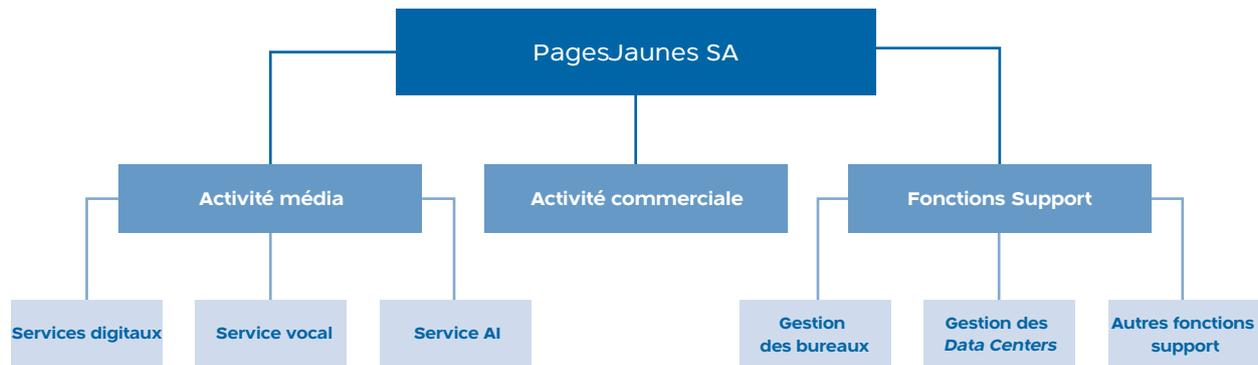 PagesJaunes SA
Activité média
Activité commerciale
Fonctions Support
Services digitaux
Service vocal
Service AI
Gestion
des bureaux
Gestion des
Data Centers
Autres fonctions
support